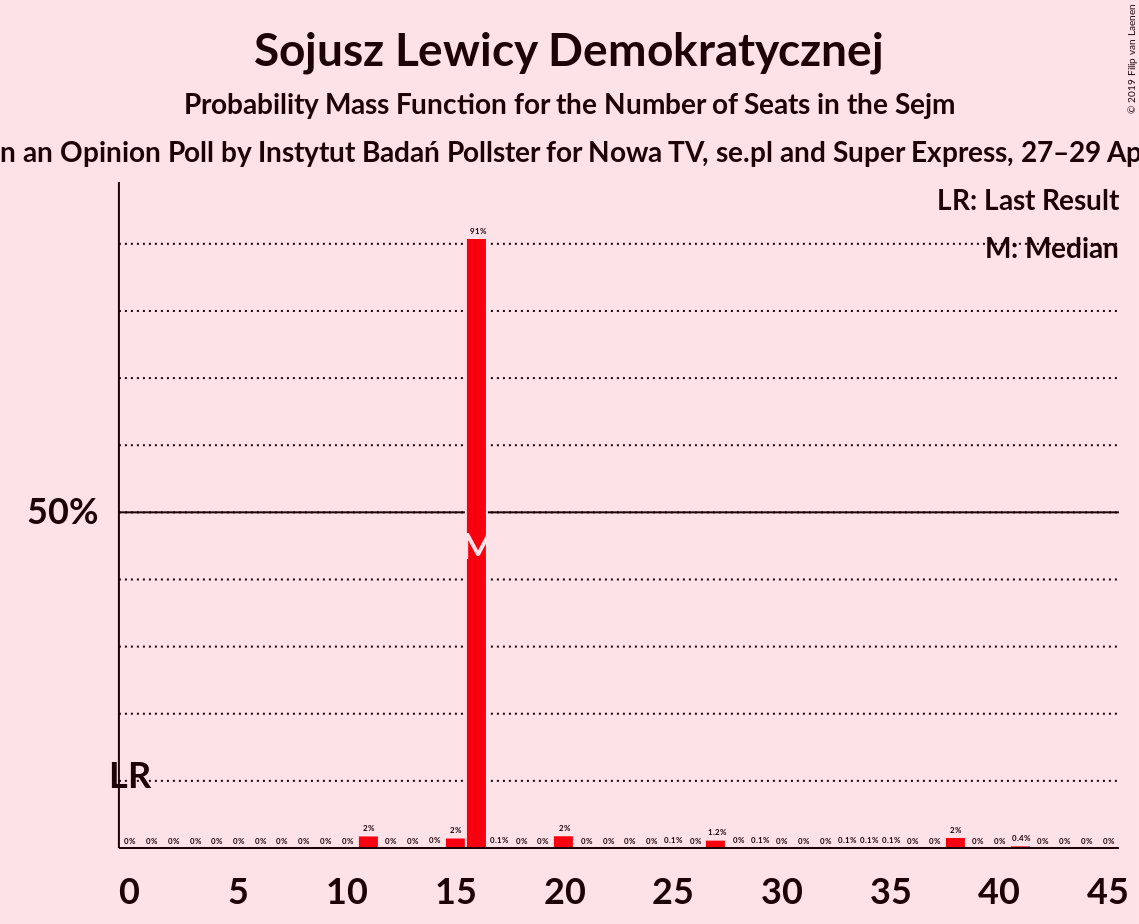 Sojusz Lewicy Demokratycznej
Probability Mass Function for the Number of Seats in the Sejm
n an Opinion Poll by Instytut Badań Pollster for Nowa TV, se.pl and Super Express, 27–29 Ap
© 2019 Filip van Laenen
LR: Last Result
M: Median
91%
50%
M
LR
0% 0% 0% 0% 0% 0% 0% 0% 0% 0% 0% 2% 0% 0% 0% 2% 0.1% 0% 0% 2% 0% 0% 0% 0% 0.1% 0% 1.2% 0% 0.1% 0% 0% 0% 0.1% 0.1% 0.1% 0% 0% 2% 0% 0% 0.4% 0% 0% 0% 0%
0 5 10 15 20 25 30 35 40 45